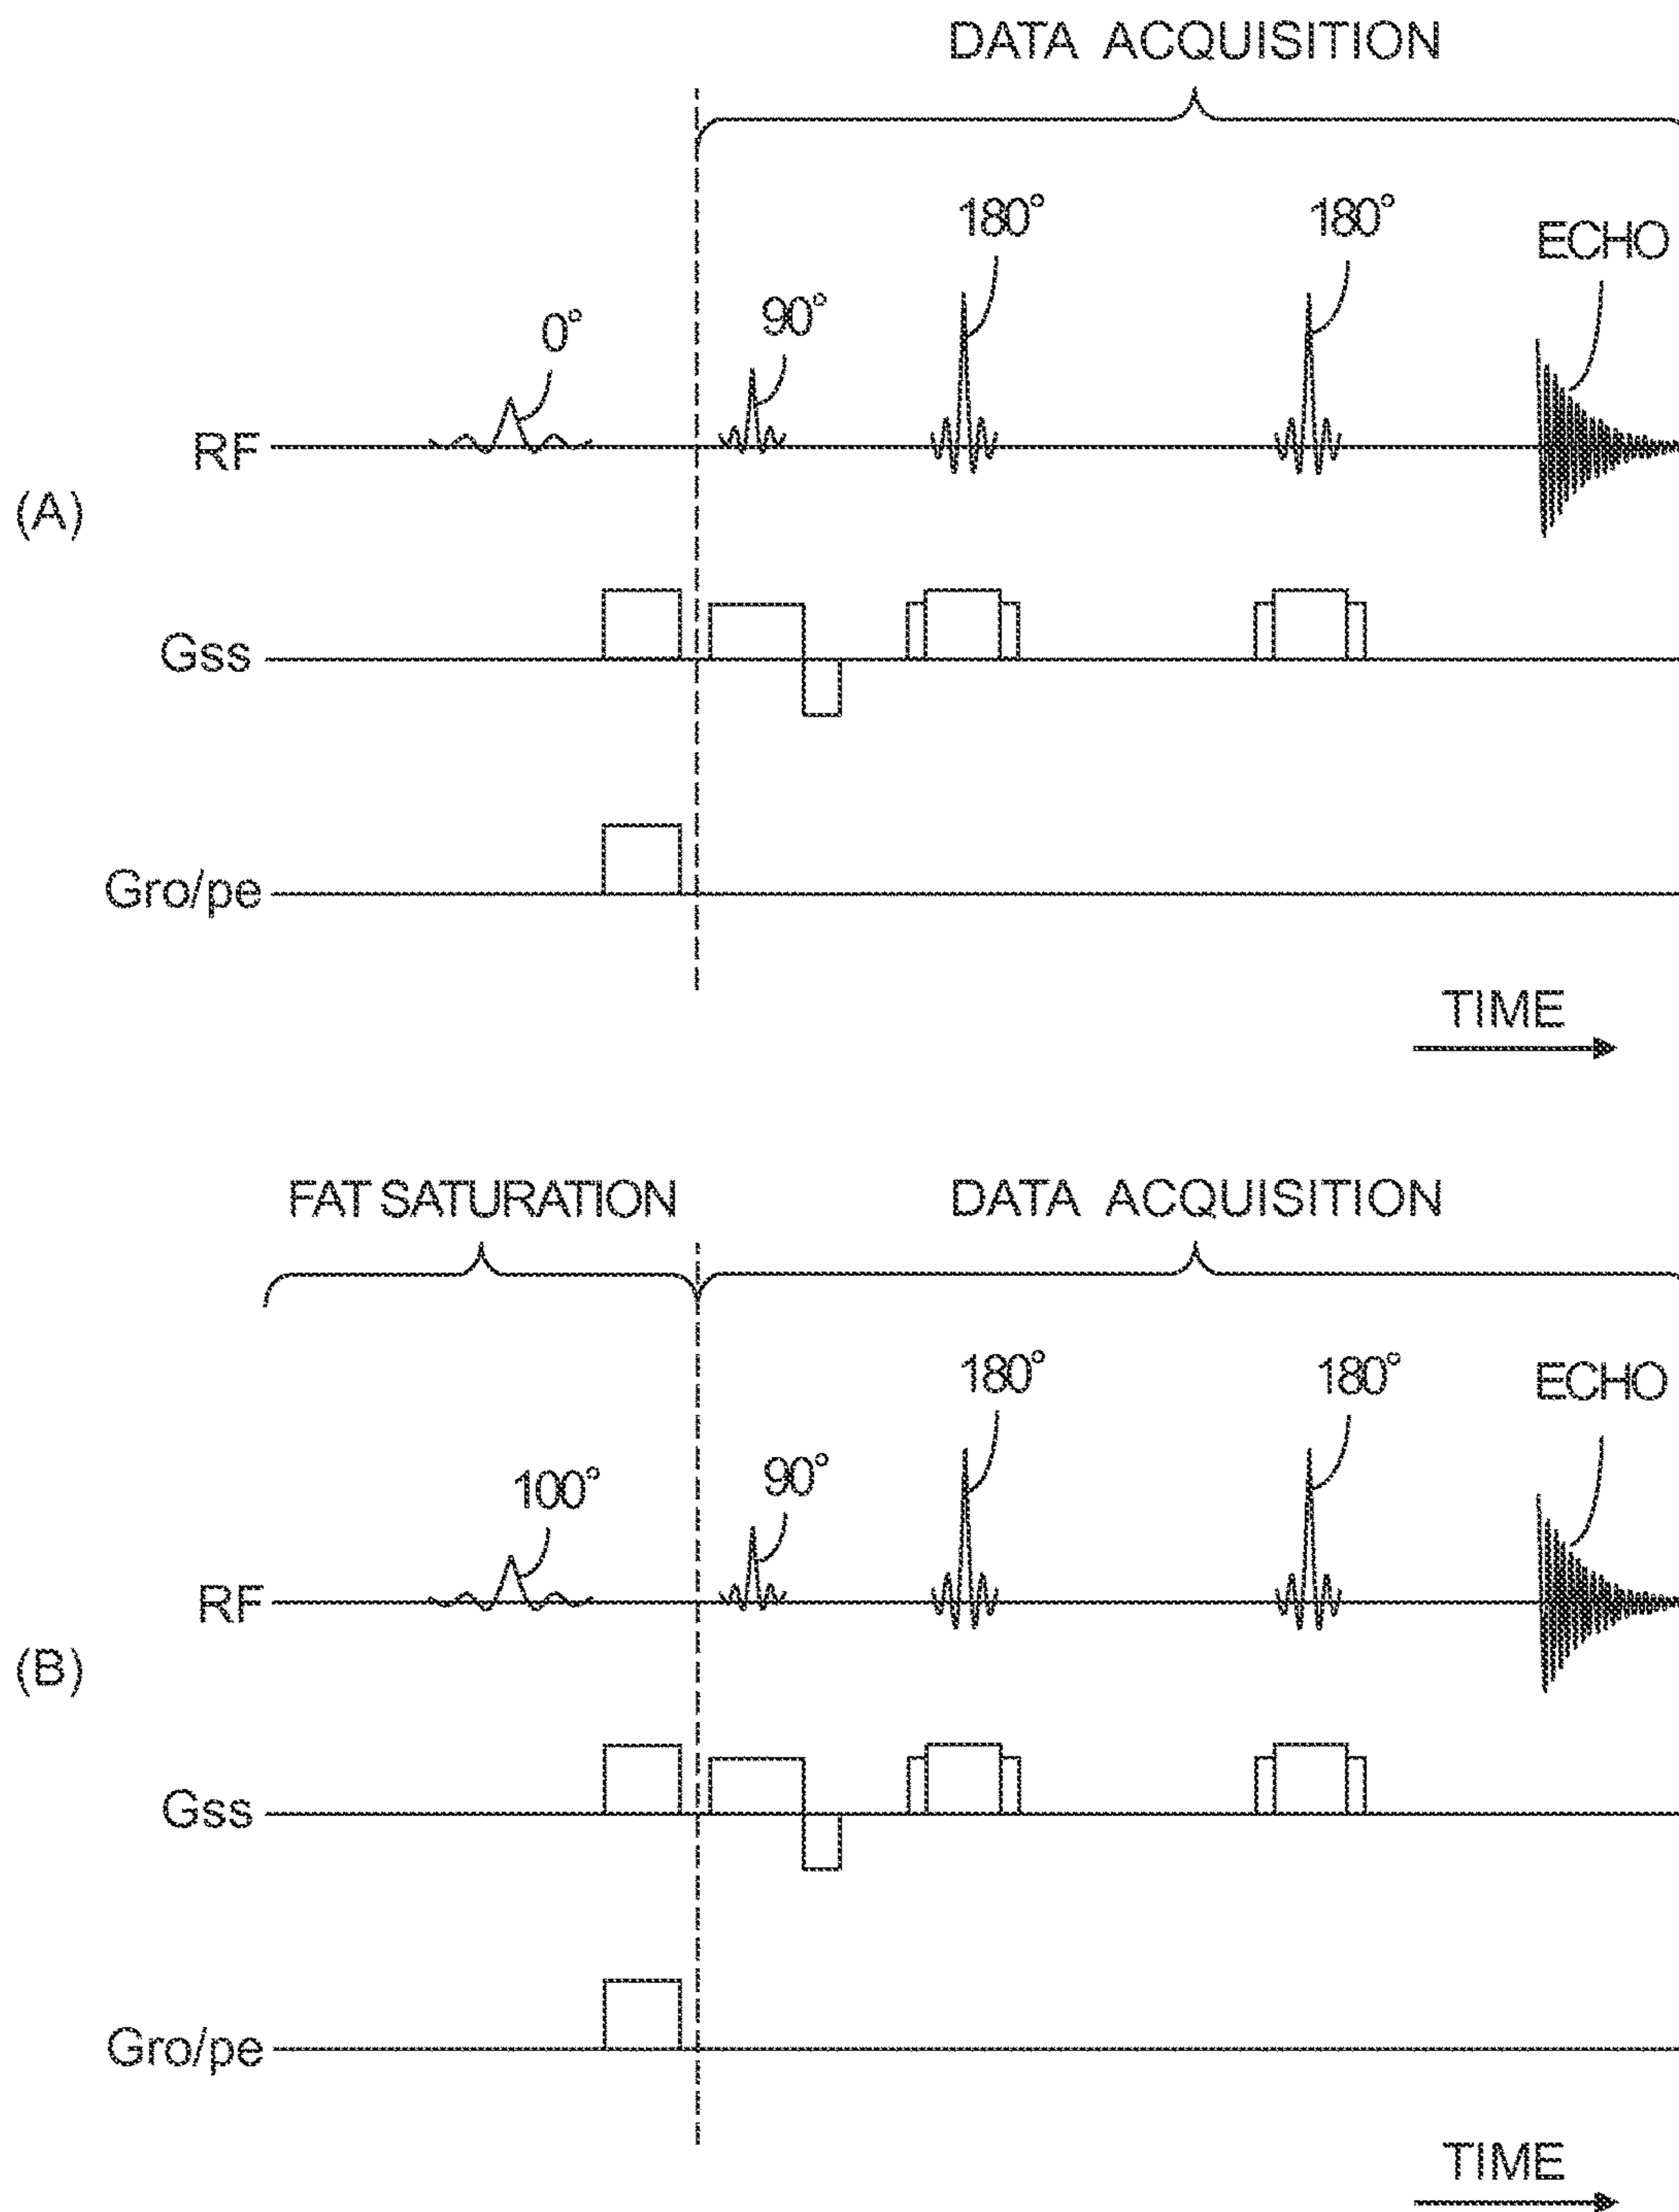 DATA ACQUISITION
0°
90°
180°
180°
ECHO
RF
(A)
Gss
Gro/pe
TIME
FAT SATURATION
DATA ACQUISITION
100°
90°
180°
180°
ECHO
RF
(B)
Gss
Gro/pe
TIME